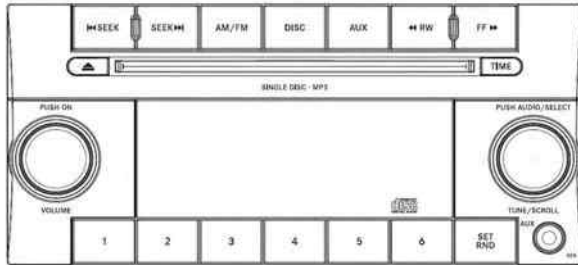 SEEK
SEEK
AM/FM
DISC
AUX
RW
FF
TIME
SINGLE DISC - MP3
PUSH ON
PUSH AUDIO/SELECT
VOLUME
TUNE/SCROLL
1
2
3
4
5
6
SET
RND
AUX